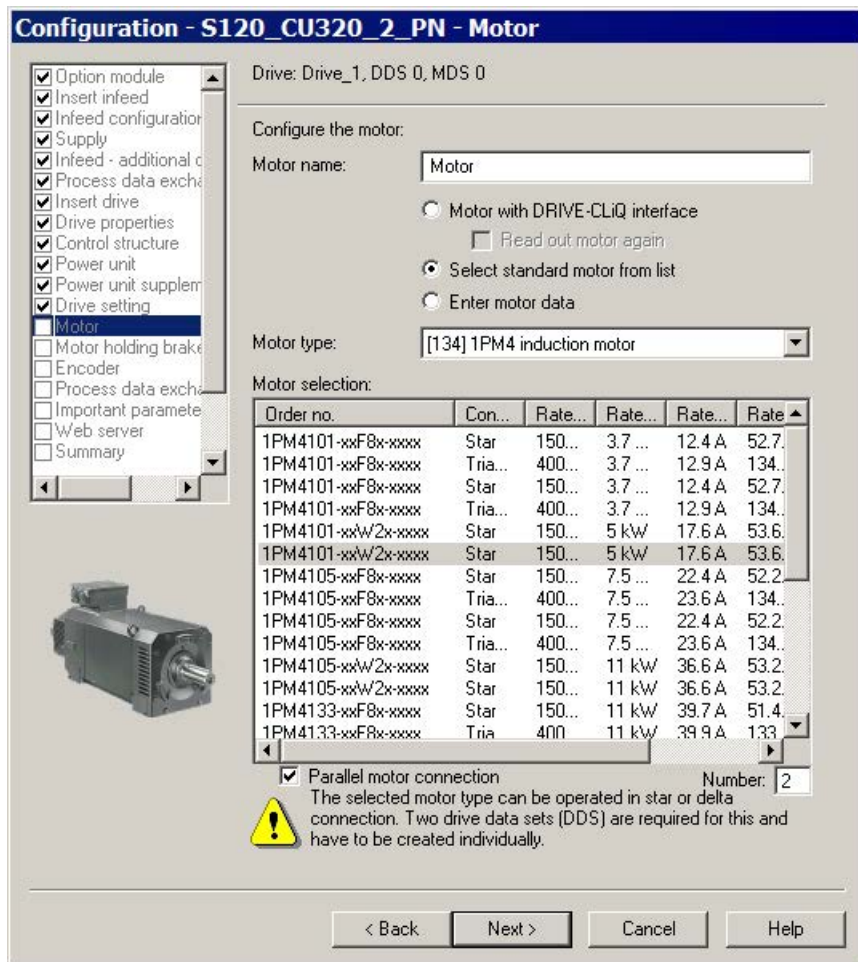 Configuration - S120_CU320_2_PN - Motor
Option module
Insert infeed
Infeed configuration
Supply
Infeed - additional d
Process data excha
Insert drive
Drive properties
Control structure
Power unit
Power unit supplem
Drive setting
Motor
Motor holding brake
Encoder
Process data excha
Important paramete
Web server
Summary
Drive: Drive_1, DDS 0, MDS 0
Configure the motor:
Motor name: Motor
Motor with DRIVE-CLiQ interface
Read out motor again
Select standard motor from list
Enter motor data
Motor type: [134] 1PM4 induction motor
Motor selection:
Order no. Con... Rate... Rate... Rate... Rate
1PM4101-xxF8x-xxxx Star 150... 3.7 ... 12.4 A 52.7.
1PM4101-xxF8x-xxxx Tria... 400... 3.7 ... 12.9 A 134..
1PM4101-xxF8x-xxxx Star 150... 3.7 ... 12.4 A 52.7.
1PM4101-xxF8x-xxxx Tria... 400... 3.7 ... 12.9 A 134..
1PM4101-xxW2x-xxxx Star 150... 5 kW 17.6 A 53.6.
1PM4101-xxW2x-xxxx Star 150... 5 kW 17.6 A 53.6.
1PM4105-xxF8x-xxxx Star 150... 7.5 ... 22.4 A 52.2.
1PM4105-xxF8x-xxxx Tria... 400... 7.5 ... 23.6 A 134..
1PM4105-xxF8x-xxxx Star 150... 7.5 ... 22.4 A 52.2.
1PM4105-xxF8x-xxxx Tria... 400... 7.5 ... 23.6 A 134..
1PM4105-xxW2x-xxxx Star 150... 11 kW 36.6 A 53.2.
1PM4105-xxW2x-xxxx Star 150... 11 kW 36.6 A 53.2.
1PM4133-xxF8x-xxxx Star 150... 11 kW 39.7 A 51.4.
1PM4133-xxF8x-xxxx Tria 400 11 kW 39.9 A 133
Parallel motor connection Number: 2
The selected motor type can be operated in star or delta
connection. Two drive data sets (DDS) are required for this and
have to be created individually.
< Back Next > Cancel Help